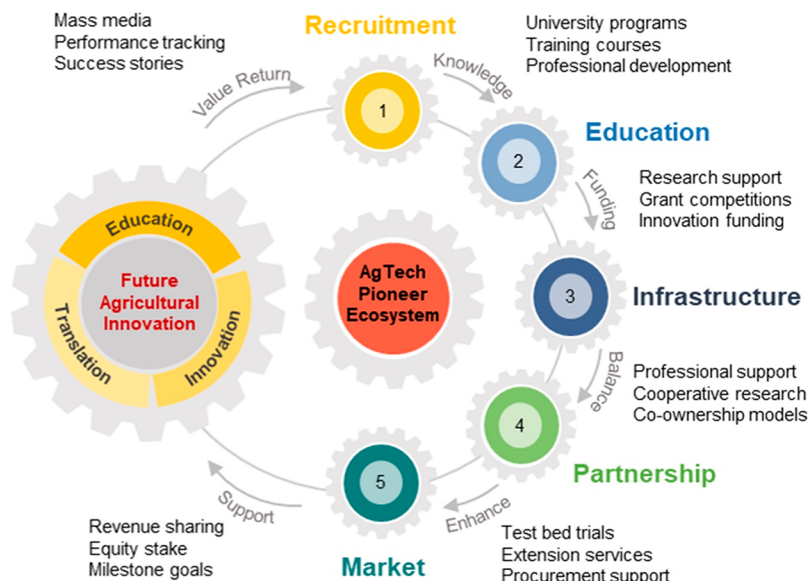 Mass media
Performance tracking
Success stories
Recruitment
University programs
Training courses
Professional development
Value Return
Knowledge
1
2
Education
Funding
Research support
Grant competitions
Innovation funding
Education
Innovation
Translation
Future
Agricultural
Innovation
AgTech
Pioneer
Ecosystem
3
Infrastructure
Balance
Professional support
Cooperative research
Co-ownership models
4
Partnership
5
Support
Enhance
Revenue sharing
Equity stake
Milestone goals
Market
Test bed trials
Extension services
Procurement support